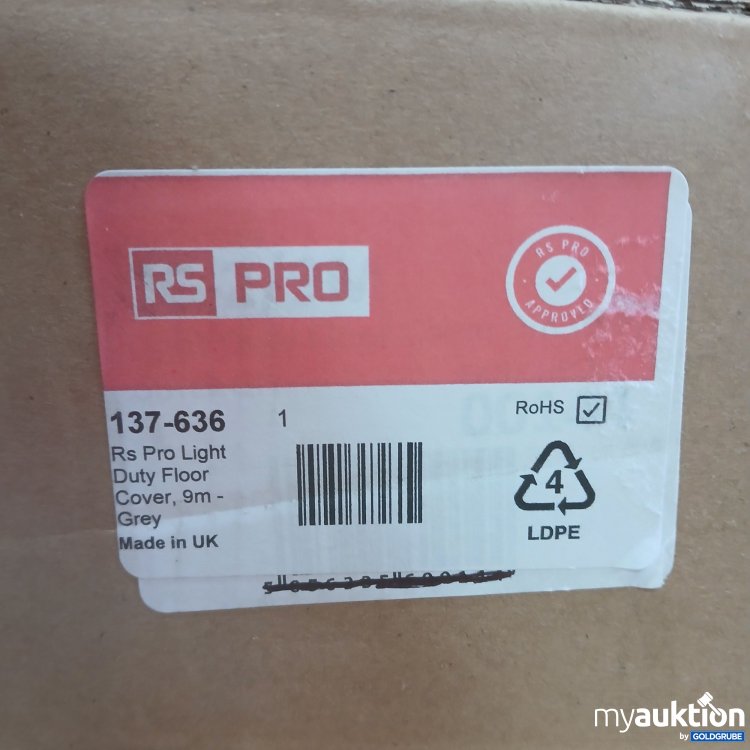 RS PRO
RS PRO
APPROVED
137-636
1
RoHS
Rs Pro Light
Duty Floor
Cover, 9m -
Grey
Made in UK
4
LDPE
myauktion
by GOLDGRUBE